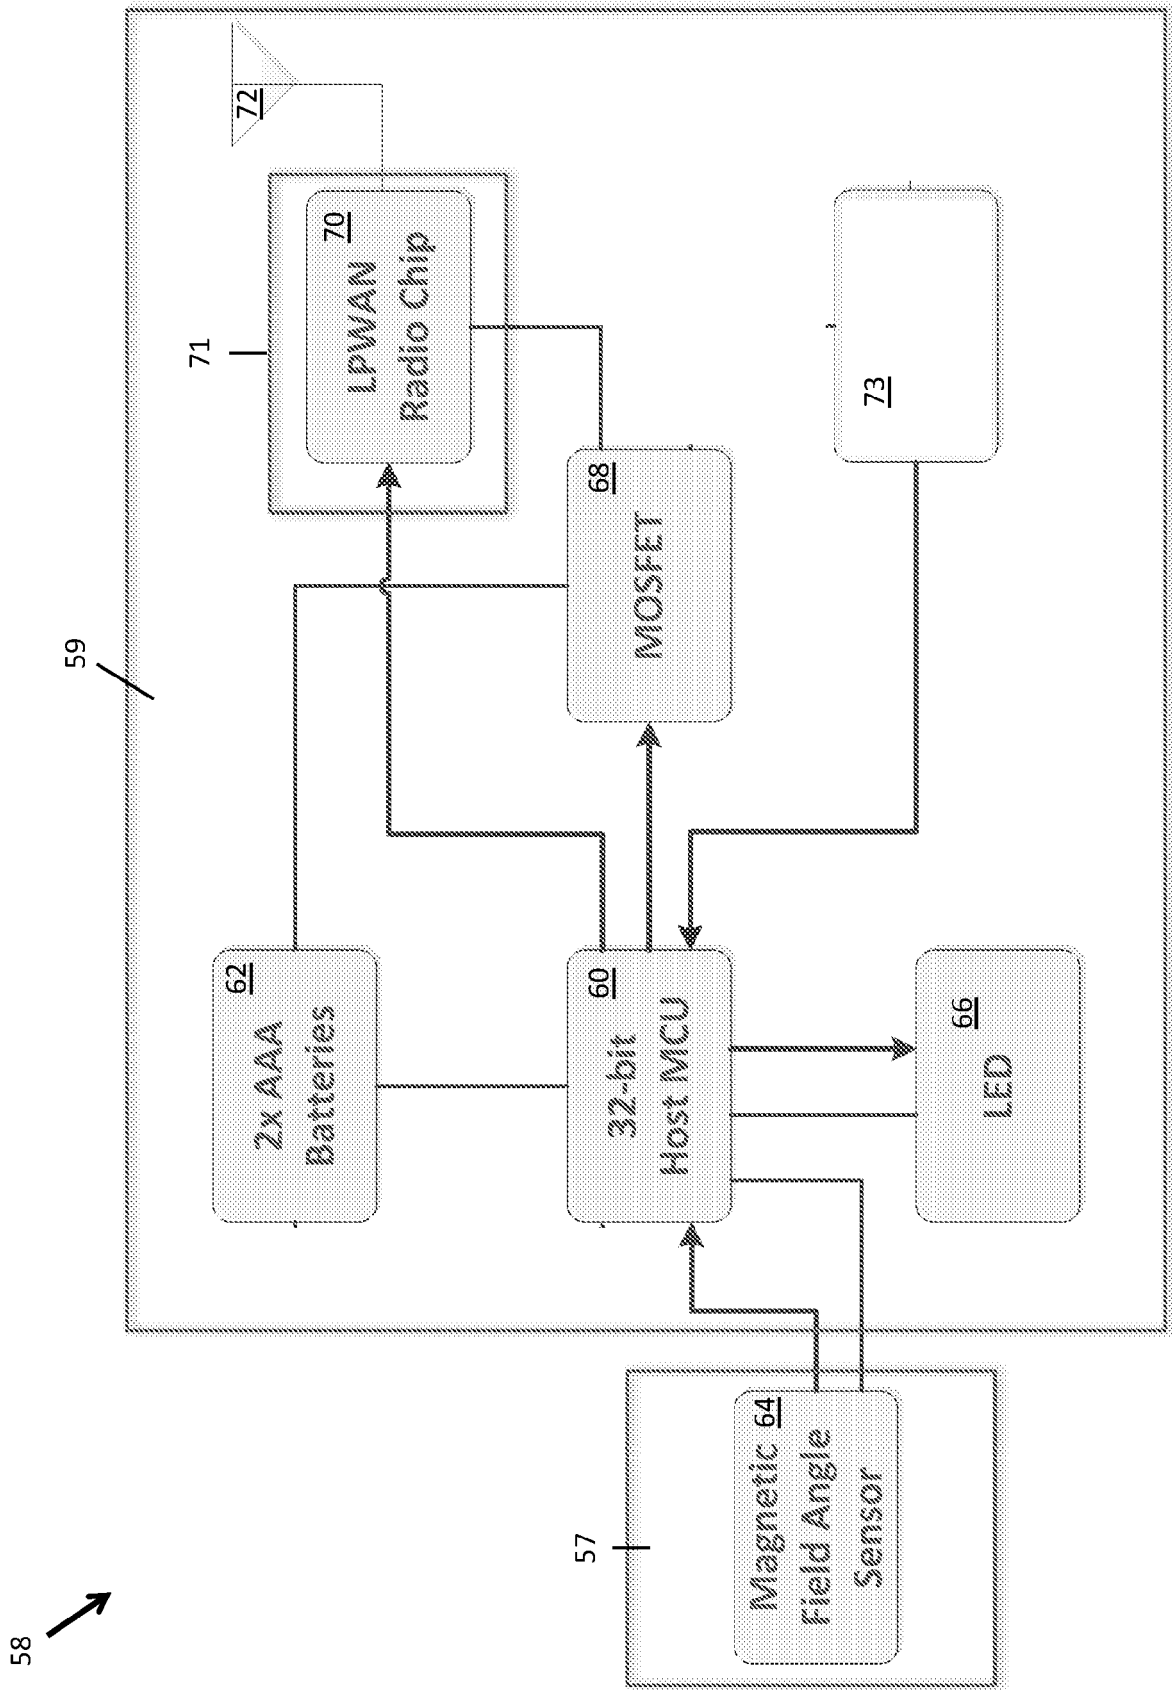 58
59
57
Magnetic
Field Angle
Sensor
64
2x AAA
Batteries
62
32-bit
Host MCU
60
LED
66
MOSFET
68
71
LPWAN
Radio Chip
70
72
73